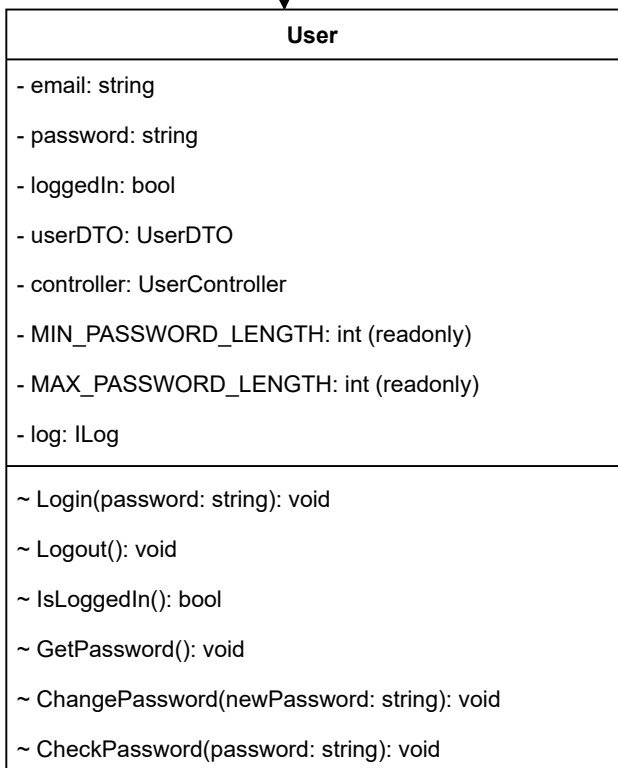 User
- email: string
- password: string
- loggedIn: bool
- userDTO: UserDTO
- controller: UserController
- MIN_PASSWORD_LENGTH: int (readonly)
- MAX_PASSWORD_LENGTH: int (readonly)
- log: ILog
~ Login(password: string): void
~ Logout(): void
~ IsLoggedIn(): bool
~ GetPassword(): void
~ ChangePassword(newPassword: string): void
~ CheckPassword(password: string): void